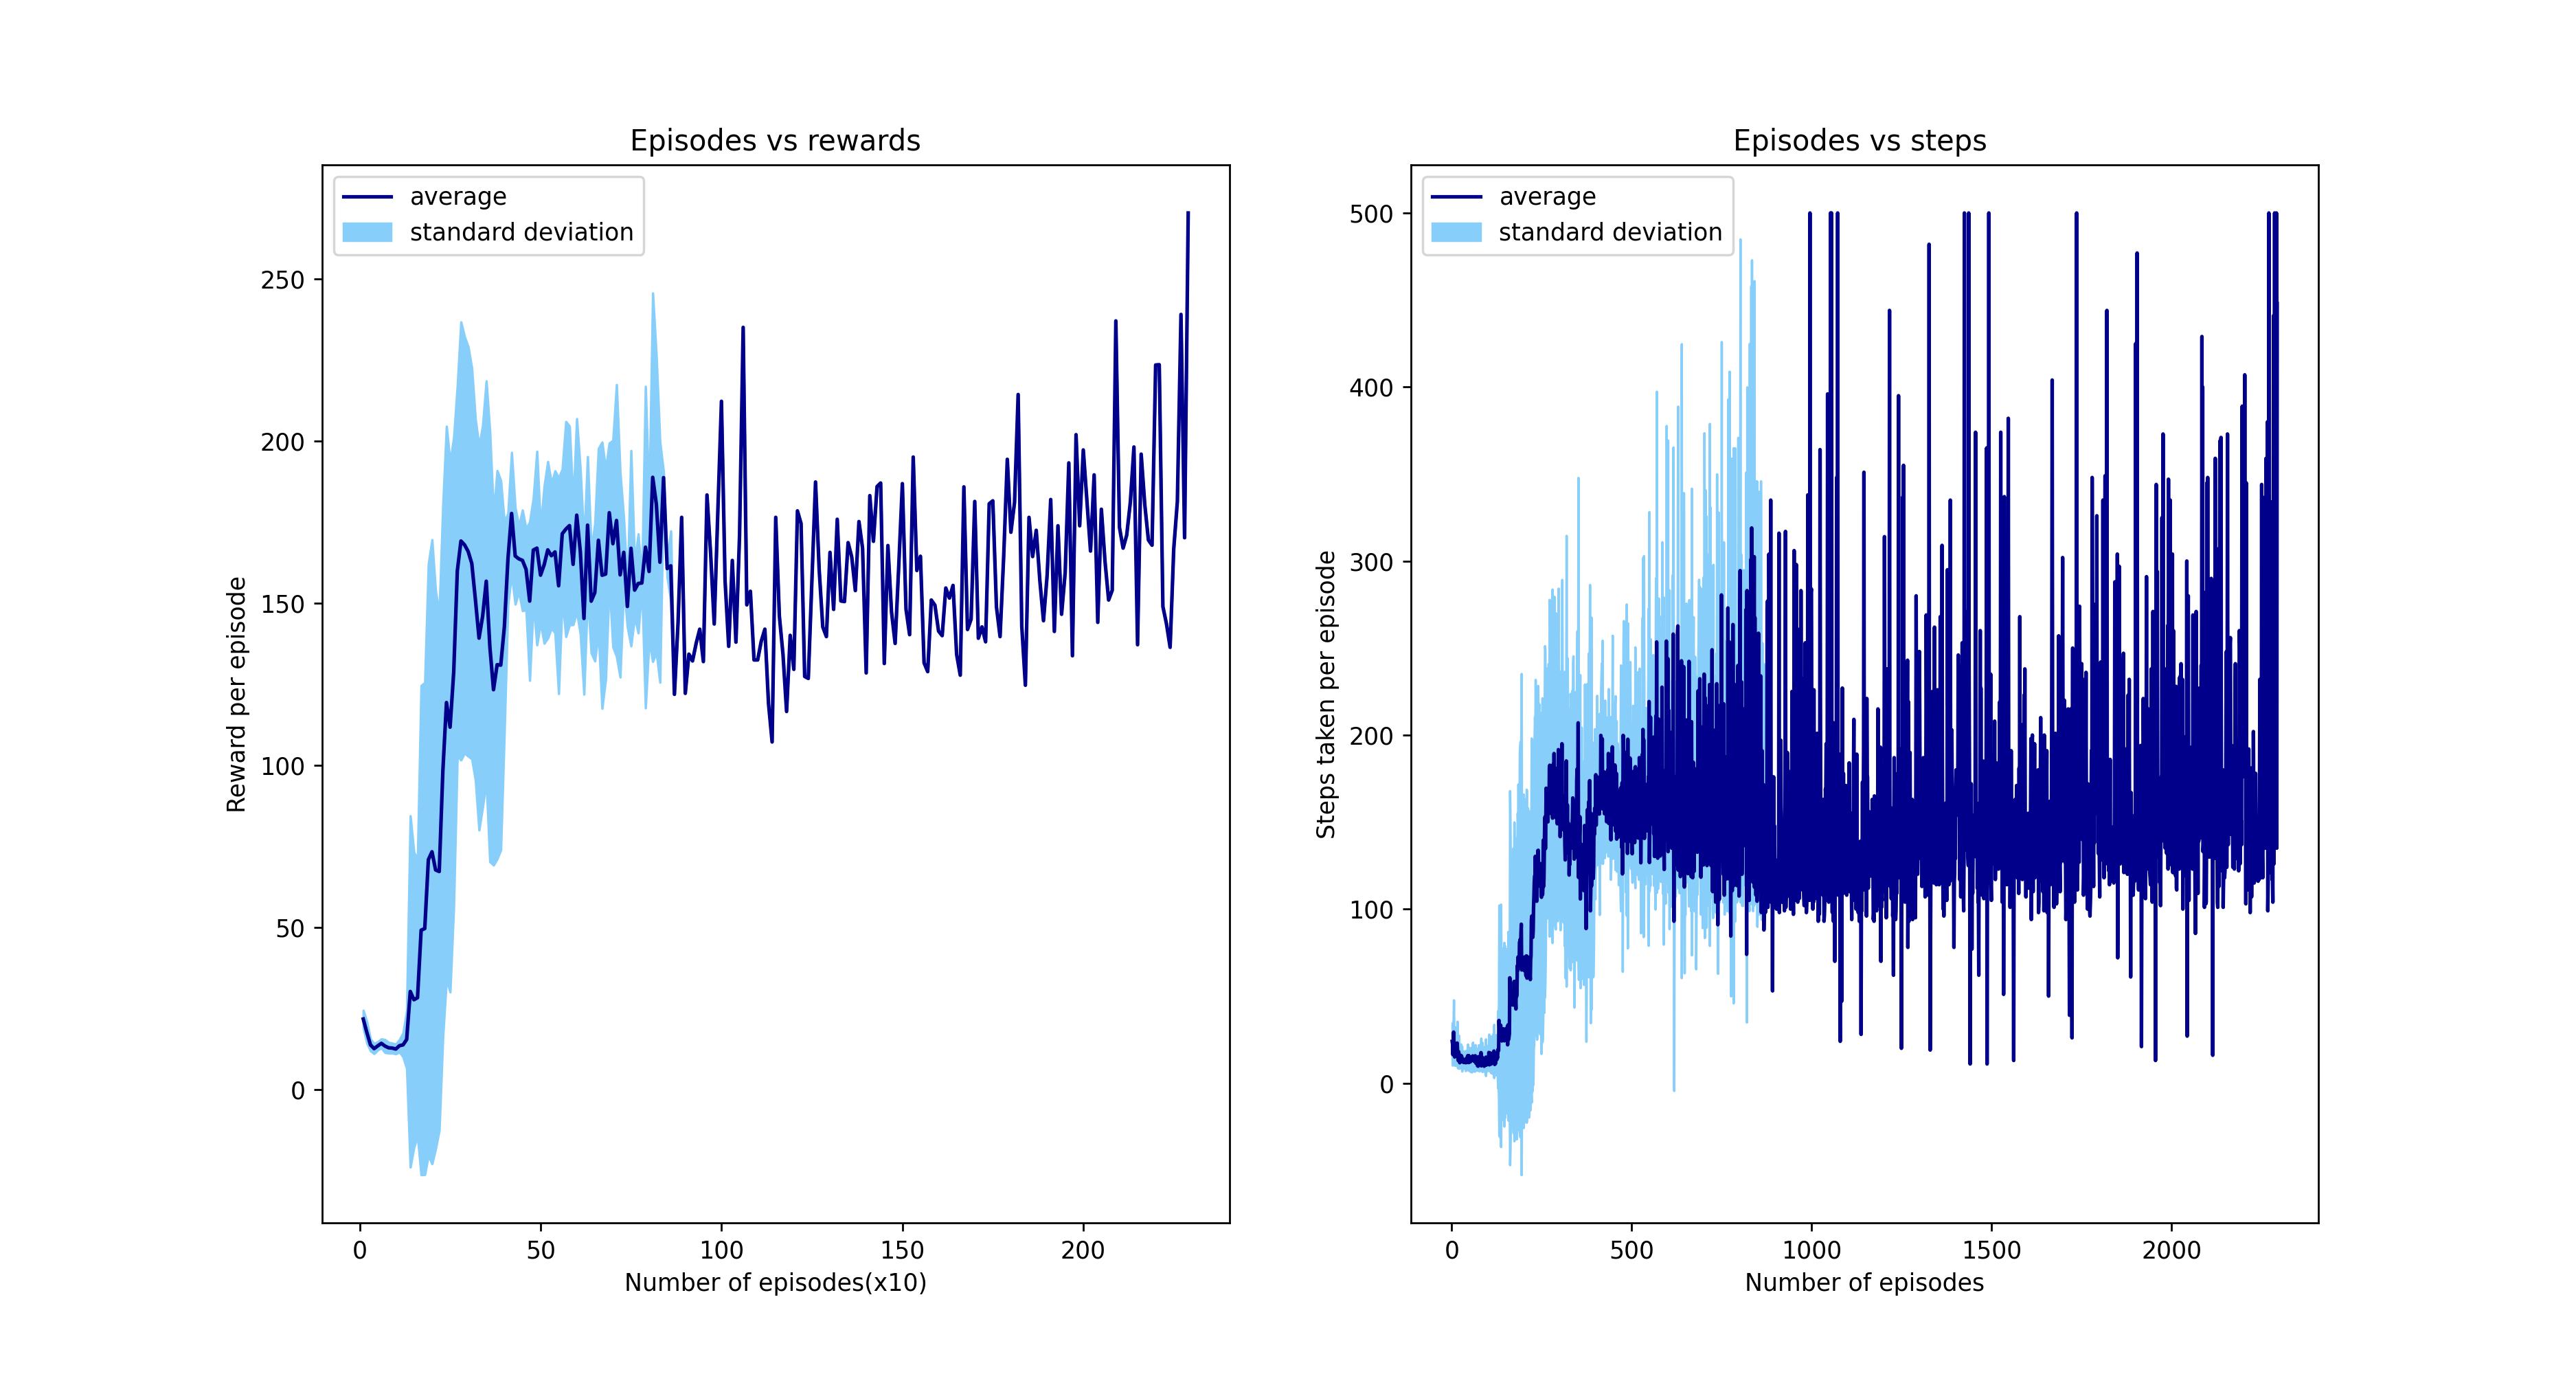 Episodes vs rewards
average
standard deviation
250
200
150
100
50
0
Reward per episode
0 50 100 150 200
Number of episodes(x10)
Episodes vs steps
average
standard deviation
500
400
300
200
100
0
Steps taken per episode
0 500 1000 1500 2000
Number of episodes